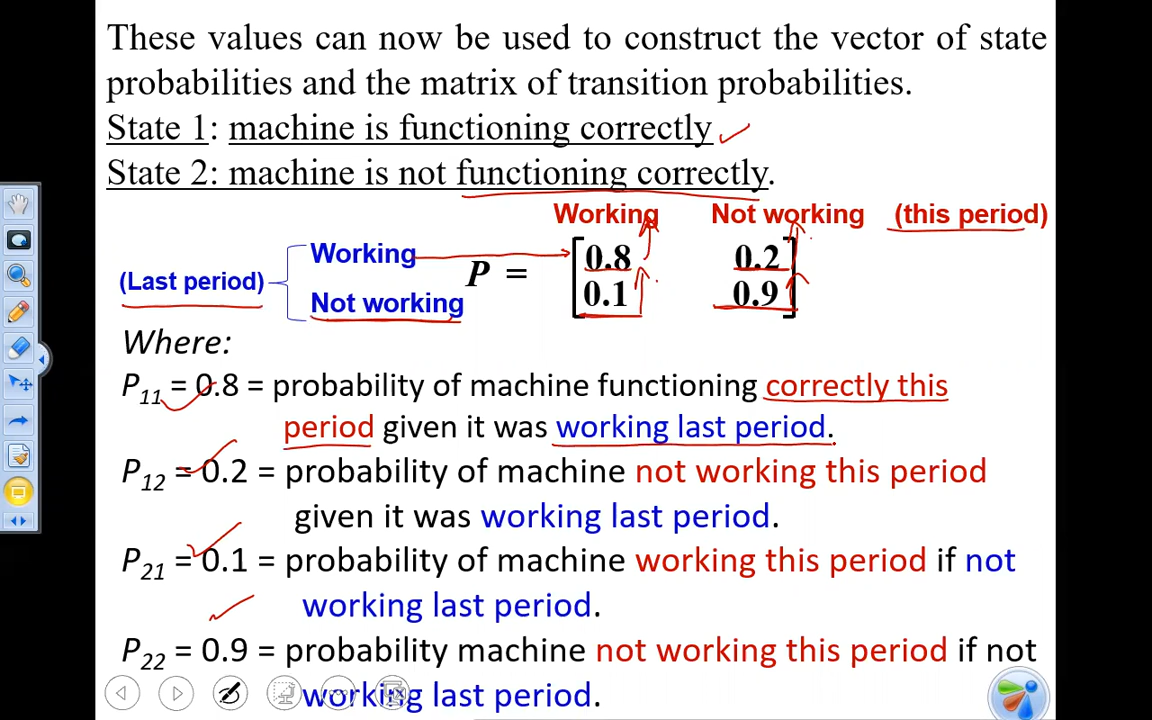 These values can now be used to construct the vector of state
probabilities and the matrix of transition probabilities.
State 1: machine is functioning correctly
State 2: machine is not functioning correctly.
Working Not working (this period)
(Last period) Working P = 0.8 0.2
Not working 0.1 0.9
Where:
P11 = 0.8 = probability of machine functioning correctly this
period given it was working last period.
P12 = 0.2 = probability of machine not working this period
given it was working last period.
P21 = 0.1 = probability of machine working this period if not
working last period.
P22 = 0.9 = probability machine not working this period if not
working last period.